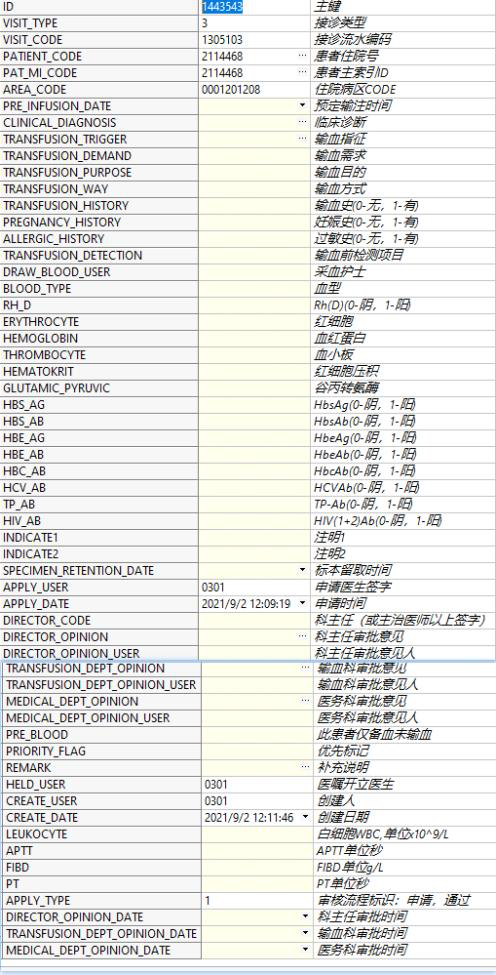 ID 1443543 主键
VISIT_TYPE 3 接诊类型
VISIT_CODE 1305103 接诊流水编码
PATIENT_CODE 2114468 ··· 患者住院号
PAT_MI_CODE 2114468 ··· 患者主索引ID
AREA_CODE 0001201208 住院病区CODE
PRE_INFUSION_DATE 预定输注时间
CLINICAL_DIAGNOSIS ··· 临床诊断
TRANSFUSION_TRIGGER ··· 输血指征
TRANSFUSION_DEMAND 输血需求
TRANSFUSION_PURPOSE 输血目的
TRANSFUSION_WAY 输血方式
TRANSFUSION_HISTORY 输血史(0-无，1-有)
PREGNANCY_HISTORY 妊娠史(0-无，1-有)
ALLERGIC_HISTORY 过敏史(0-无，1-有)
TRANSFUSION_DETECTION 输血前检测项目
DRAW_BLOOD_USER 采血护士
BLOOD_TYPE 血型
RH_D Rh(D)(0-阴，1-阳)
ERYTHROCYTE 红细胞
HEMOGLOBIN 血红蛋白
THROMBOCYTE 血小板
HEMATOKRIT 红细胞压积
GLUTAMIC_PYRUVIC 谷丙转氨酶
HBS_AG HbsAg(0-阴，1-阳)
HBS_AB HbsAb(0-阴，1-阳)
HBE_AG HbeAg(0-阴，1-阳)
HBE_AB HbeAb(0-阴，1-阳)
HBC_AB HbcAb(0-阴，1-阳)
HCV_AB HCVAb(0-阴，1-阳)
TP_AB TP-Ab(0-阴，1-阳)
HIV_AB HIV(1+2)Ab(0-阴，1-阳)
INDICATE1 注明1
INDICATE2 注明2
SPECIMEN_RETENTION_DATE 标本留取时间
APPLY_USER 0301 申请医生签字
APPLY_DATE 2021/9/2 12:09:19 申请时间
DIRECTOR_CODE 科主任（或主治医师以上签字）
DIRECTOR_OPINION ··· 科主任审批意见
DIRECTOR_OPINION_USER 科主任审批意见人
TRANSFUSION_DEPT_OPINION ··· 输血科审批意见
TRANSFUSION_DEPT_OPINION_USER 输血科审批意见人
MEDICAL_DEPT_OPINION ··· 医务科审批意见
MEDICAL_DEPT_OPINION_USER 医务科审批意见人
PRE_BLOOD 此患者仅备血未输血
PRIORITY_FLAG 优先标记
REMARK ··· 补充说明
HELD_USER 0301 医嘱开立医生
CREATE_USER 0301 创建人
CREATE_DATE 2021/9/2 12:11:46 创建日期
LEUKOCYTE 白细胞WBC,单位x10^9/L
APTT APTT单位秒
FIBD FIBD单位g/L
PT PT单位秒
APPLY_TYPE 1 审核流程标识：申请，通过
DIRECTOR_OPINION_DATE 科主任审批时间
TRANSFUSION_DEPT_OPINION_DATE 输血科审批时间
MEDICAL_DEPT_OPINION_DATE 医务科审批时间